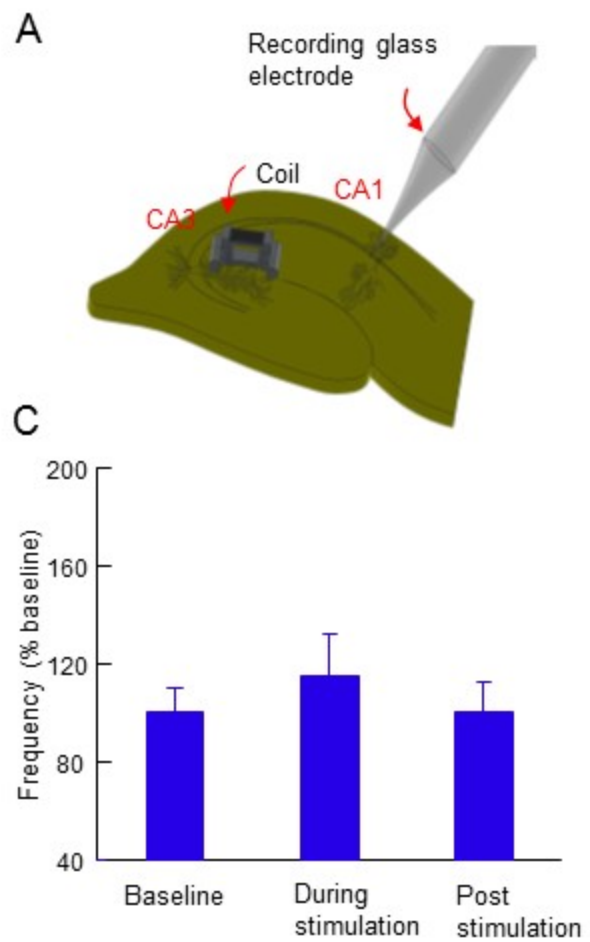 A
Recording glass
electrode
Coil
CA1
CA3
C
Frequency (% baseline)
200
160
120
80
40
Baseline
During
stimulation
Post
stimulation